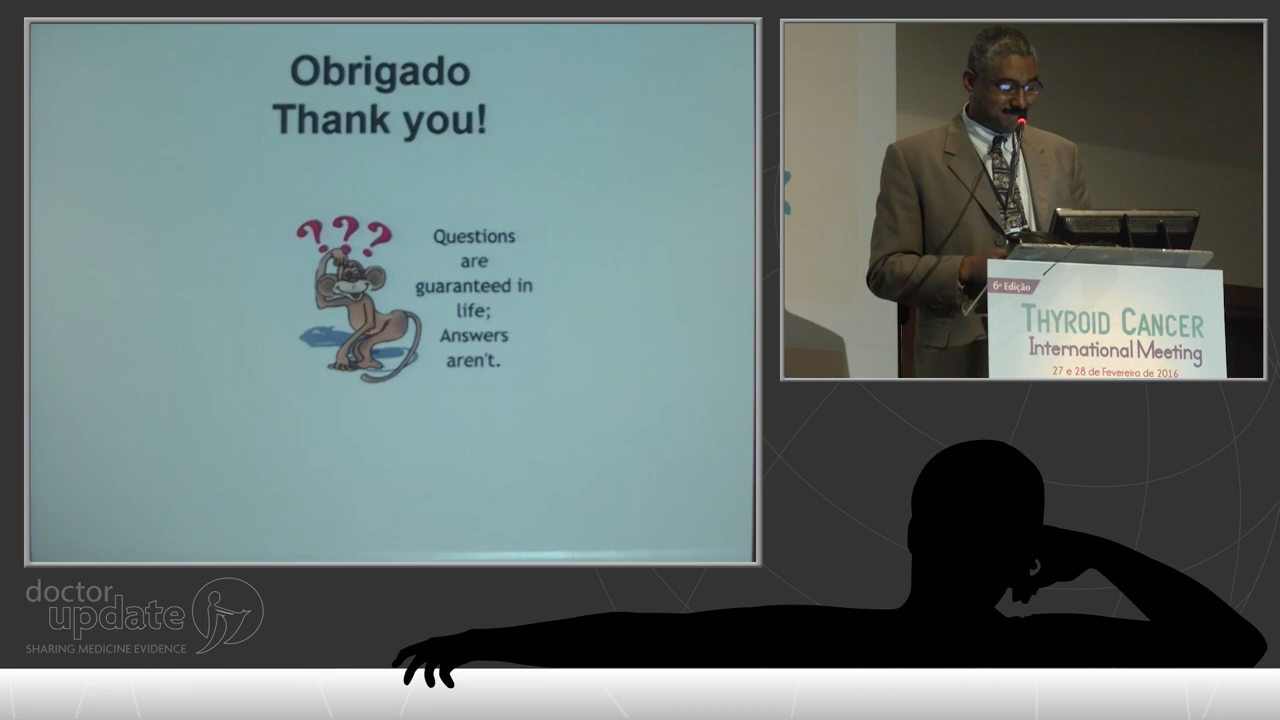 Obrigado
Thank you!
???
Questions
are
guaranteed in
life;
Answers
aren't.
6ª Edição
THYROID CANCER
International Meeting
27 e 28 de Fevereiro de 2016
doctor
update
SHARING MEDICINE EVIDENCE